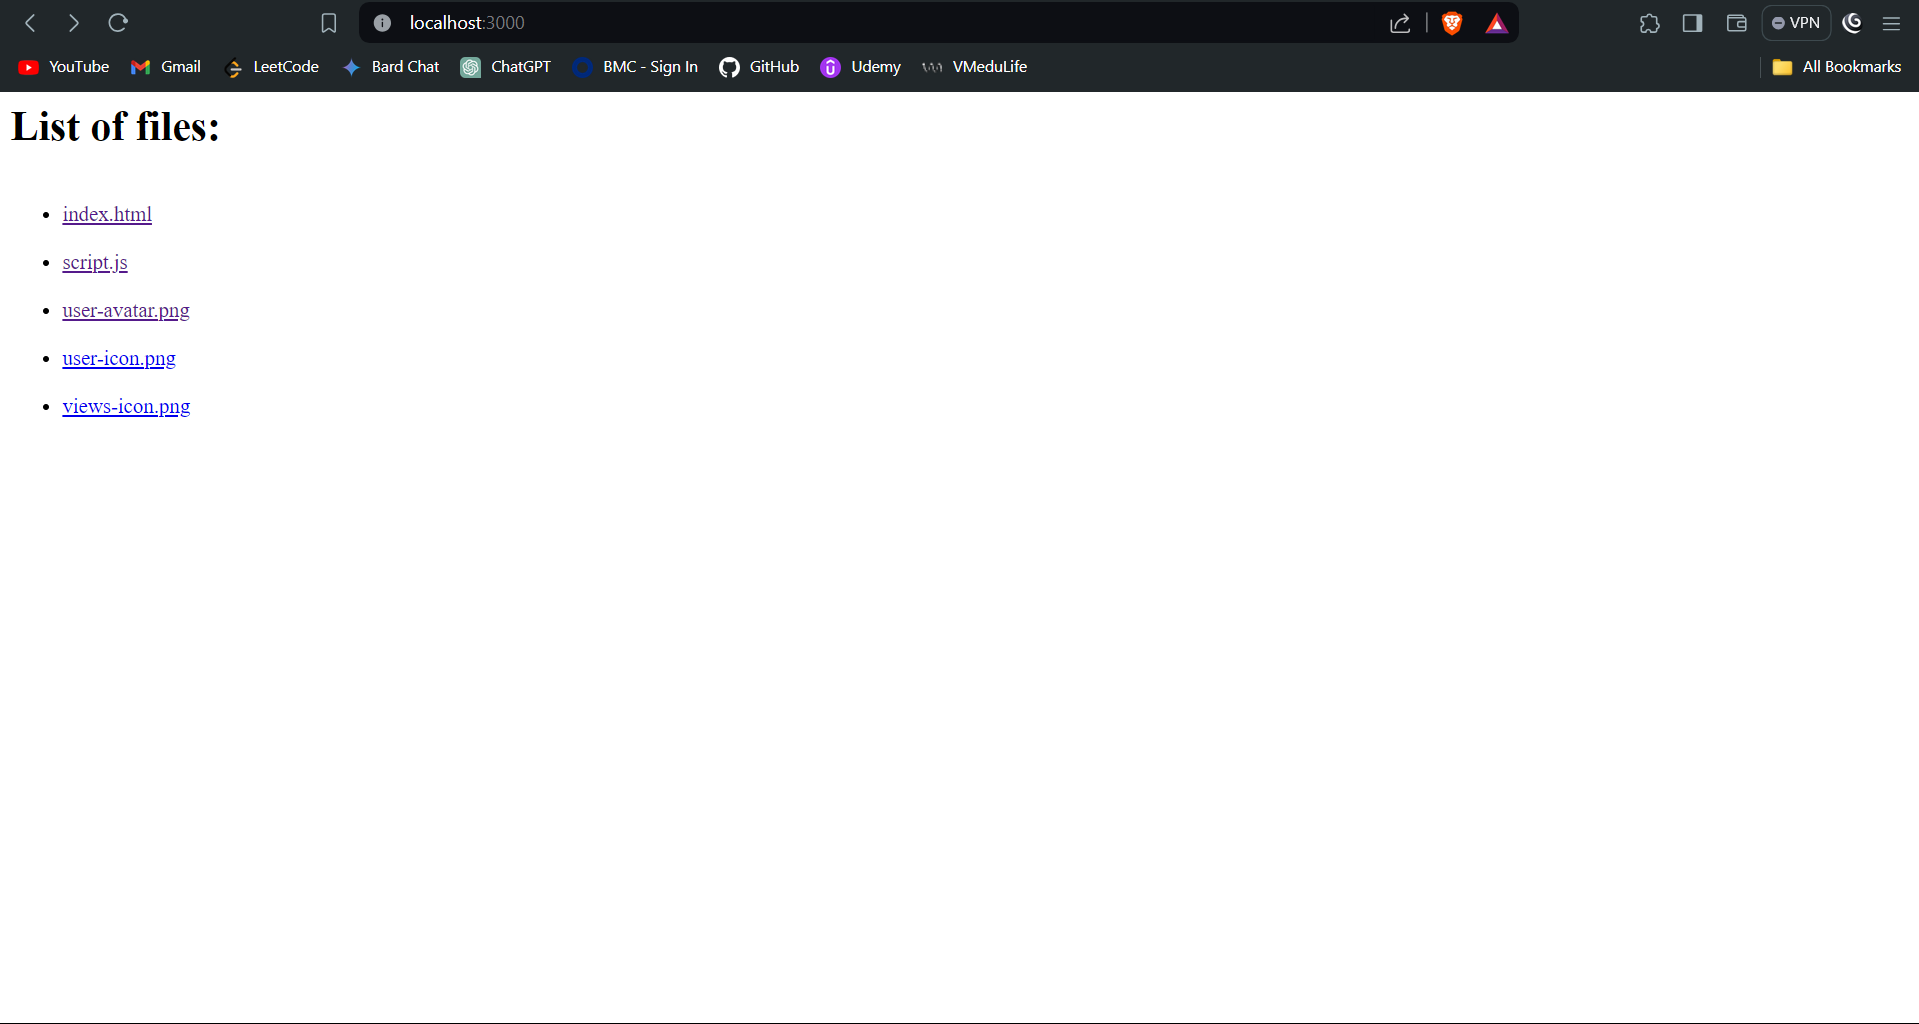 localhost:3000
VPN
YouTube Gmail LeetCode Bard Chat ChatGPT BMC - Sign In GitHub Udemy VMeduLife All Bookmarks
List of files:
index.html
script.js
user-avatar.png
user-icon.png
views-icon.png